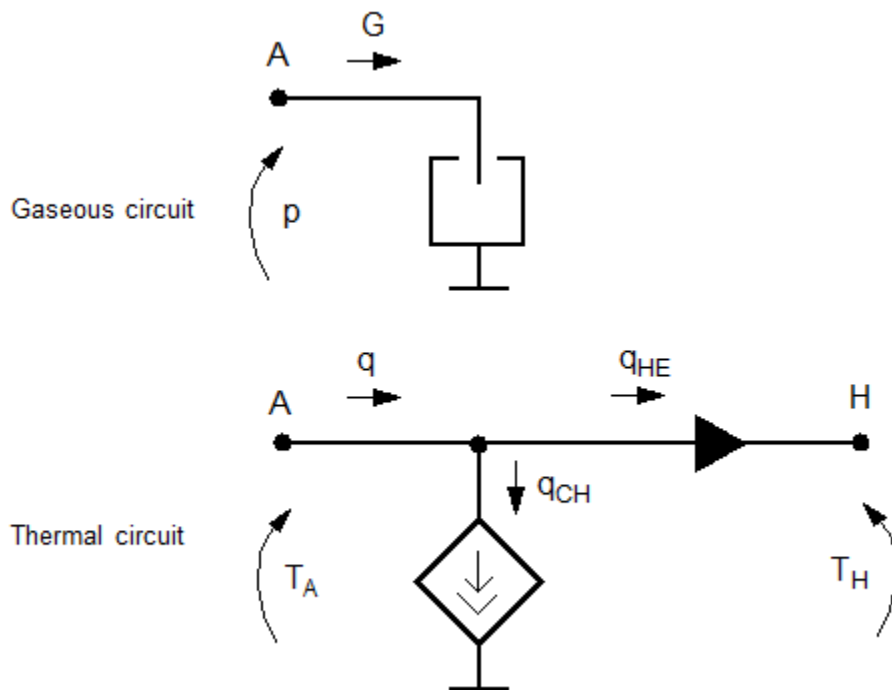 G
A
Gaseous circuit
p
q
q_HE
A
H
q_CH
Thermal circuit
T_A
T_H